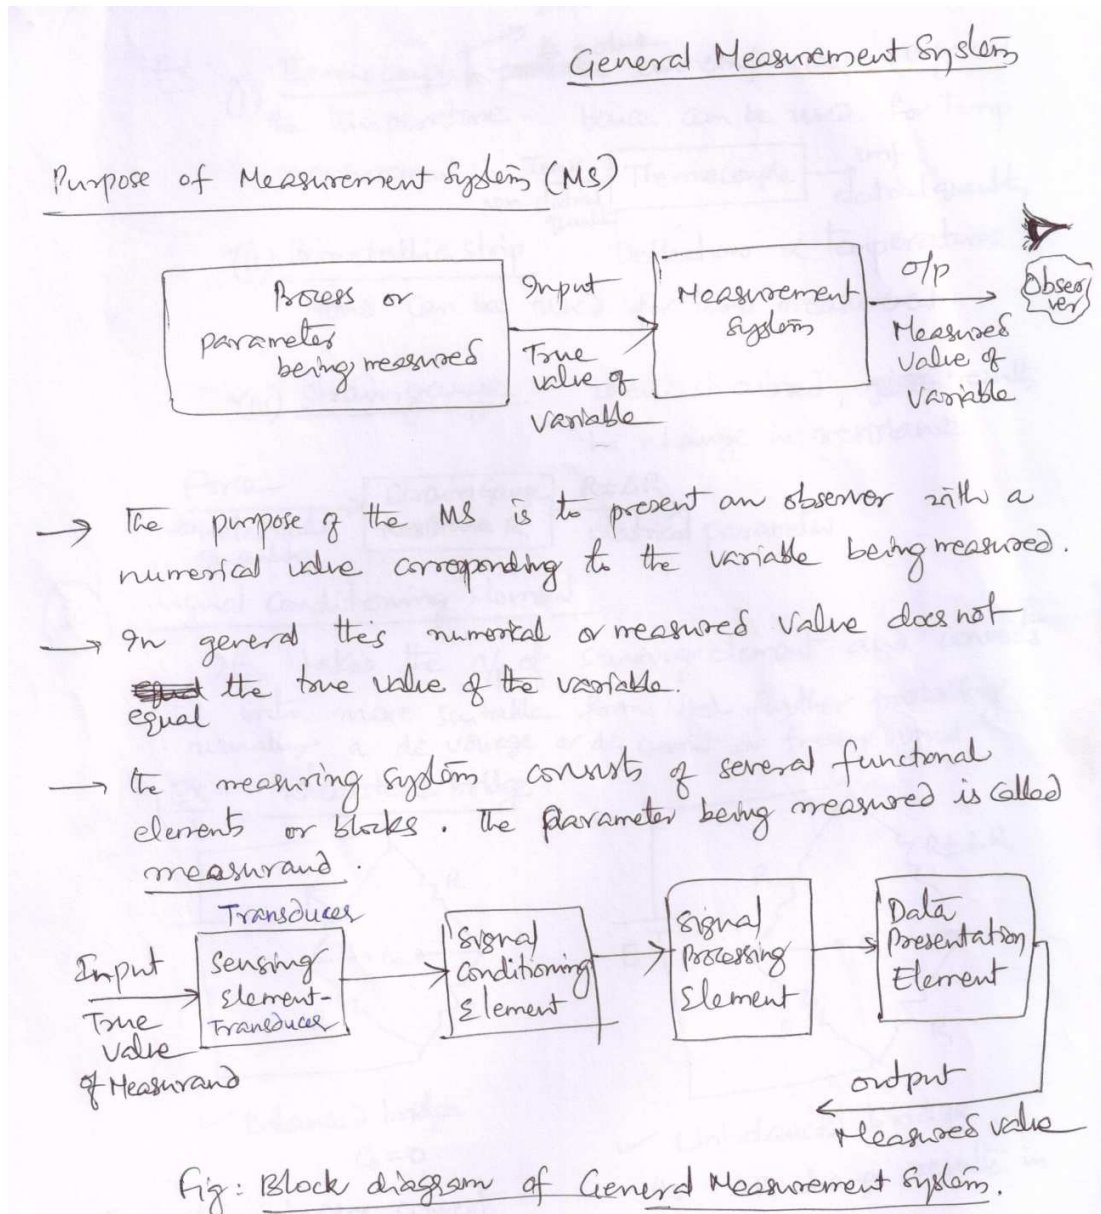 General Measurement System
Purpose of Measurement System (MS)
Process or
parameter
being measured
Input
True
value of
variable
Measurement
System
o/p
Measured
value of
variable
Obser
ver
→ The purpose of the MS is to present an observer with a
numerical value corresponding to the variable being measured.
→ In general this numerical or measured value does not
equal the true value of the variable.
equal
→ The measuring System consists of several functional
elements or blocks. The Parameter being measured is called
measurand.
Transducer
Input
True
value
of Measurand
Sensing
Element-
Transducer
Signal
Conditioning
Element
Signal
Processing
Element
Data
Presentation
Element
output
Measured value
Fig: Block diagram of General Measurement System.